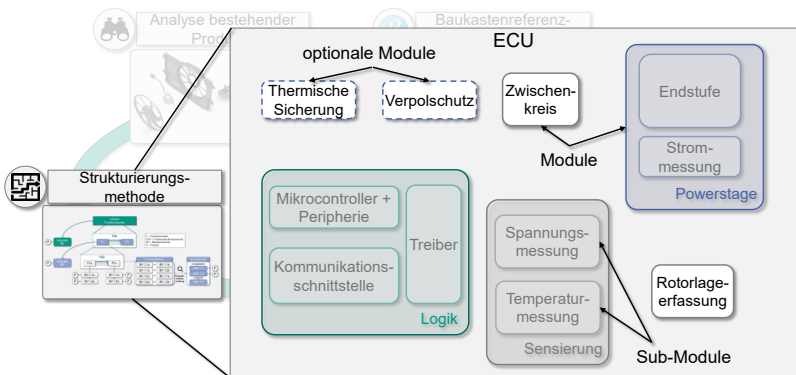 Analyse bestehender
Baukastenreferenz-
ECU
optionale Module
Thermische
Sicherung
Verpolschutz
Zwischen-
kreis
Module
Endstufe
Strom-
messung
Powerstage
Strukturierungs-
methode
Mikrocontroller +
Peripherie
Treiber
Kommunikations-
schnittstelle
Logik
Spannungs-
messung
Temperatur-
messung
Sensierung
Rotorlage-
erfassung
Sub-Module